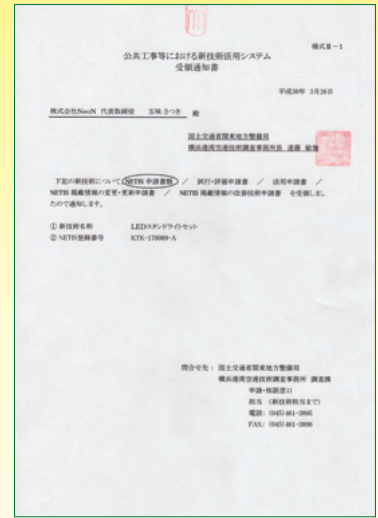 様式Ⅱ-1
公共工事等における新技術活用システム
受領通知書
平成30年 3月28日
株式会社NeoN 代表取締役 五味 さつき 殿
国土交通省関東地方整備局
横浜港湾空港技術調査事務所長 遠藤
下記の新技術について、NETIS 申請書類 / 試行・評価申請書 / 活用申請書 /
NETIS 掲載情報の変更・更新申請書 / NETIS 掲載情報の改善技術申請書 を受領しまし
たので通知します。
① 新技術名称 LEDスタンドライトセット
② NETIS登録番号 KTK-170009-A
問合せ先: 国土交通省関東地方整備局
横浜港湾空港技術調査事務所 調査課
申請・相談窓口
担当 (新技術担当まで)
電話: (045)461-3895
FAX: (045)461-3898